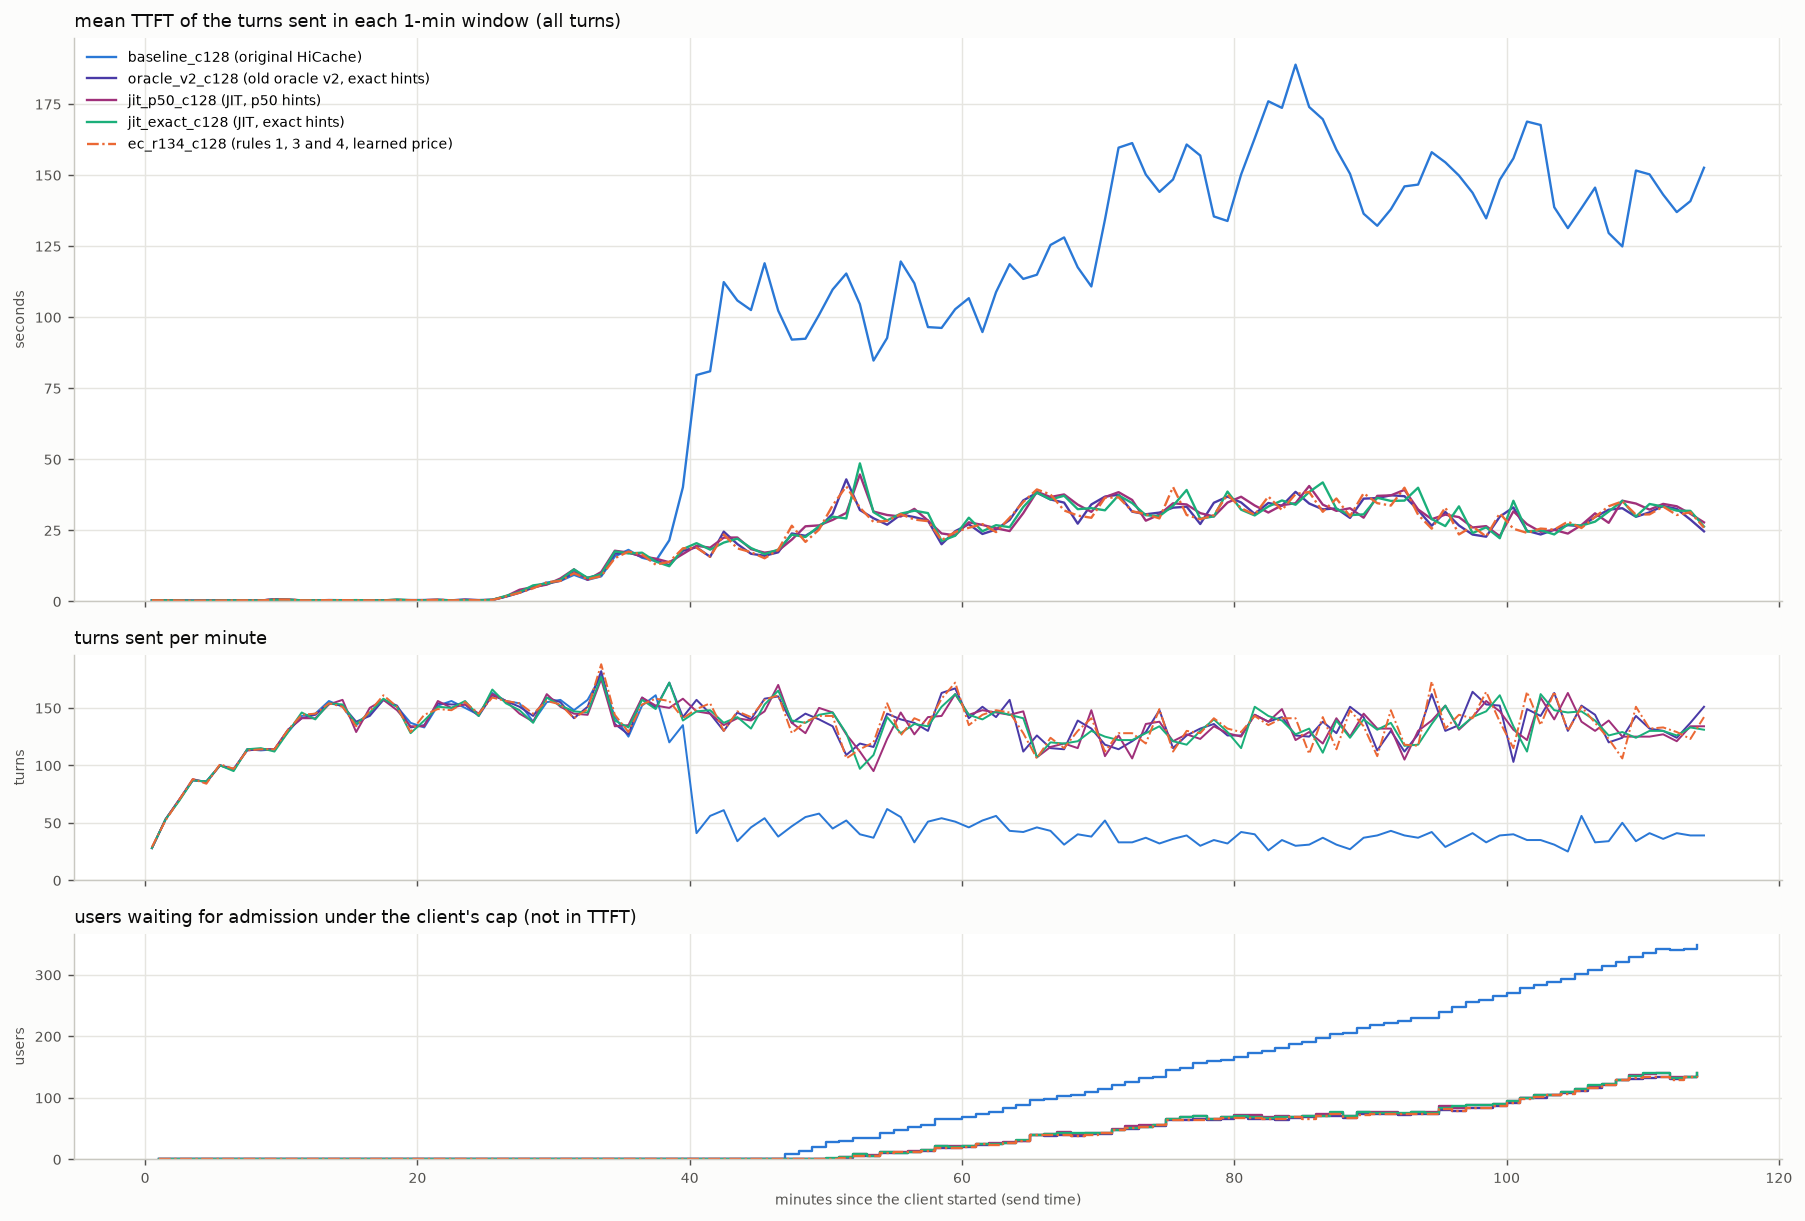 mean TTFT of the turns sent in each 1-min window (all turns)
baseline_c128 (original HiCache)
oracle_v2_c128 (old oracle v2, exact hints)
jit_p50_c128 (JIT, p50 hints)
jit_exact_c128 (JIT, exact hints)
ec_r134_c128 (rules 1, 3 and 4, learned price)
175
150
125
100
75
50
25
0
seconds
turns sent per minute
150
100
50
0
turns
users waiting for admission under the client's cap (not in TTFT)
300
200
100
0
users
0 20 40 60 80 100 120
minutes since the client started (send time)